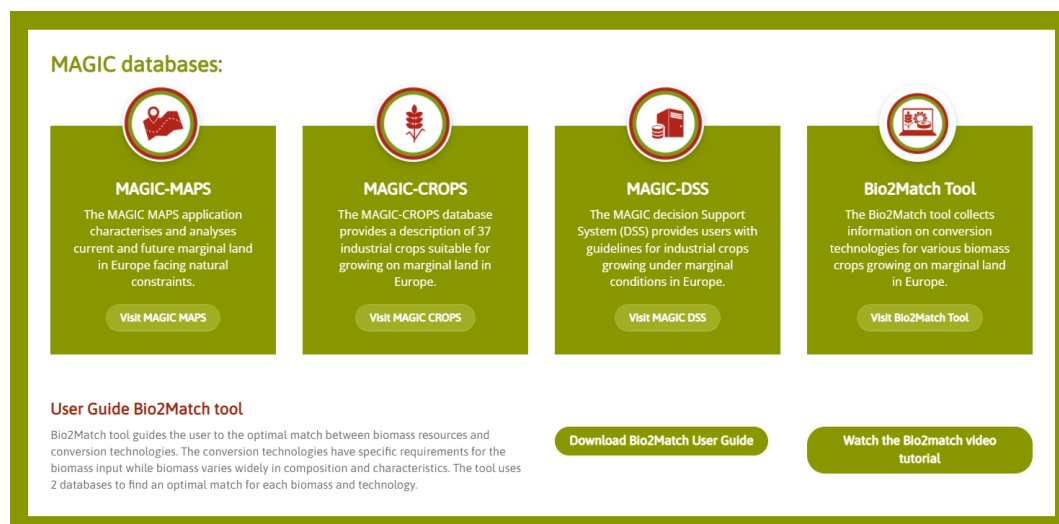 MAGIC databases:
MAGIC-MAPS
The MAGIC MAPS application
characterises and analyses
current and future marginal land
in Europe facing natural
constraints.
Visit MAGIC MAPS
MAGIC-CROPS
The MAGIC-CROPS database
provides a description of 37
industrial crops suitable for
growing on marginal land in
Europe.
Visit MAGIC CROPS
MAGIC-DSS
The MAGIC decision Support
System (DSS) provides users with
guidelines for industrial crops
growing under marginal
conditions in Europe.
Visit MAGIC DSS
Bio2Match Tool
The Bio2Match tool collects
information on conversion
technologies for various biomass
crops growing on marginal land
in Europe.
Visit Bio2Match Tool
User Guide Bio2Match tool
Bio2Match tool guides the user to the optimal match between biomass resources and
conversion technologies. The conversion technologies have specific requirements for the
biomass input while biomass varies widely in composition and characteristics. The tool uses
2 databases to find an optimal match for each biomass and technology.
Download Bio2Match User Guide
Watch the Bio2match video
tutorial